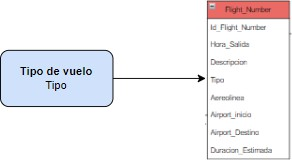 Tipo de vuelo
Tipo
Flight_Number
Id_Flight_Number
Hora_Salida
Descripcion
Tipo
Aereolinea
Airport_inicio
Airport_Destino
Duracion_Estimada